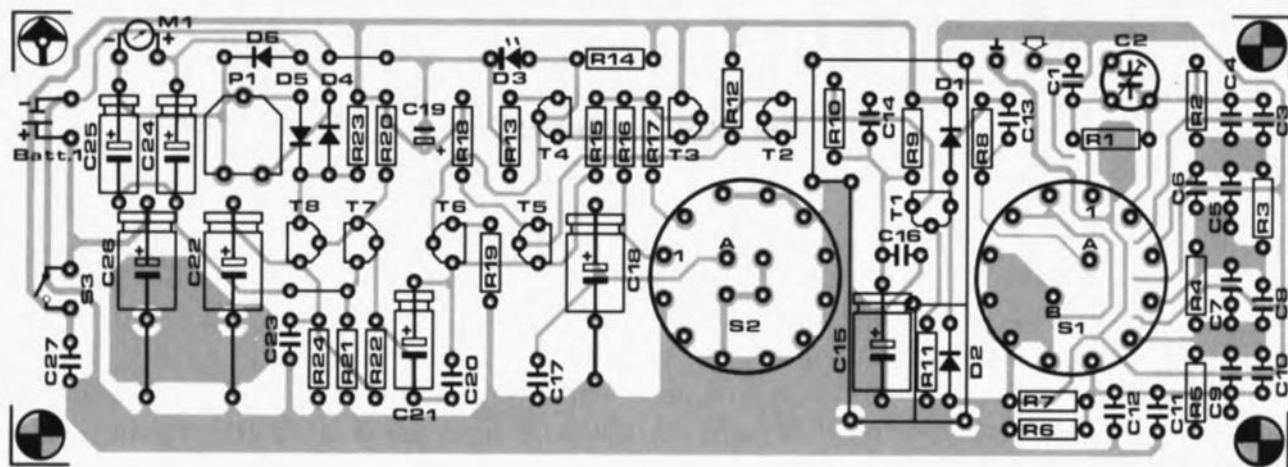 M1
D6
P1
D5
D4
D3
R14
C2
C4
C1
D1
R12
R2
C3
C25
C24
R23
R20
C19
R18
R13
T4
R15
R16
R17
T3
T2
R10
C14
R9
R8
C13
R1
Batt.1
C6
C5
R3
T8
T7
T6
T5
R19
C18
1
A
S2
T1
C16
1
A
B
S1
R4
C7
C8
C26
C22
S3
C27
C23
R24
R21
R22
C21
C20
C17
C15
R11
D2
R7
R6
C12
C11
R5
C9
C10